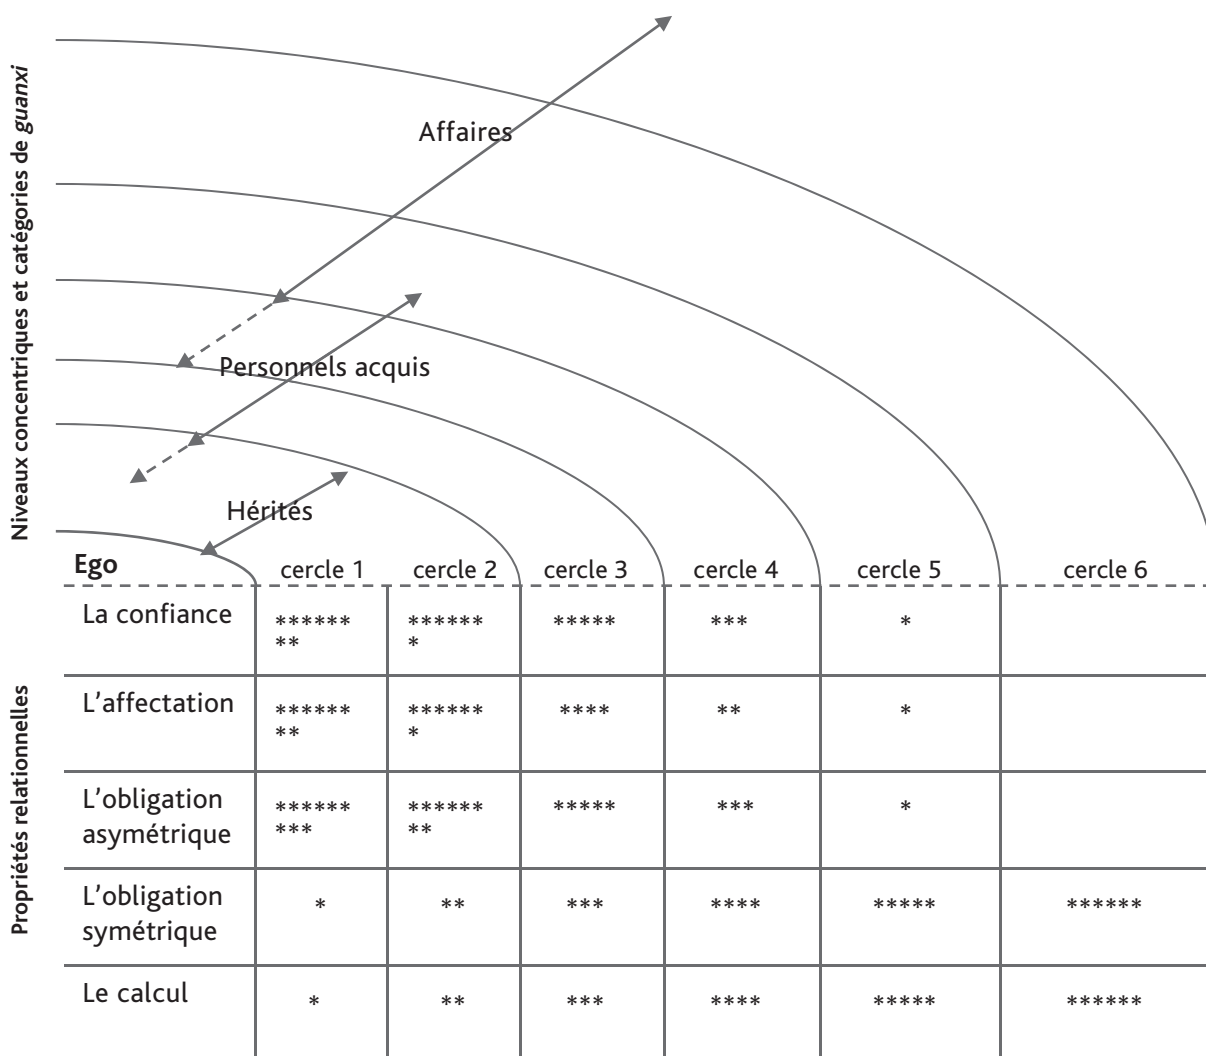 Niveaux concentriques et catégories de guanxi
Affaires
Personnels acquis
Hérités
Ego
cercle 1
cercle 2
cercle 3
cercle 4
cercle 5
cercle 6
Propriétés relationnelles
La confiance
******
**
******
*
*****
***
*
L'affectation
******
**
******
*
****
**
*
L'obligation
asymétrique
******
***
******
**
*****
***
*
L'obligation
symétrique
*
**
***
****
*****
******
Le calcul
*
**
***
****
*****
******